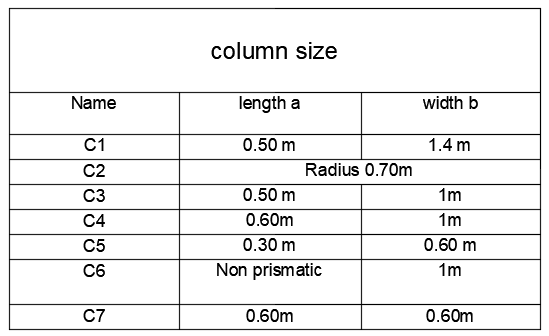 column size
Name length a width b
C1 0.50 m 1.4 m
C2 Radius 0.70m
C3 0.50 m 1m
C4 0.60m 1m
C5 0.30 m 0.60 m
C6 Non prismatic 1m
C7 0.60m 0.60m